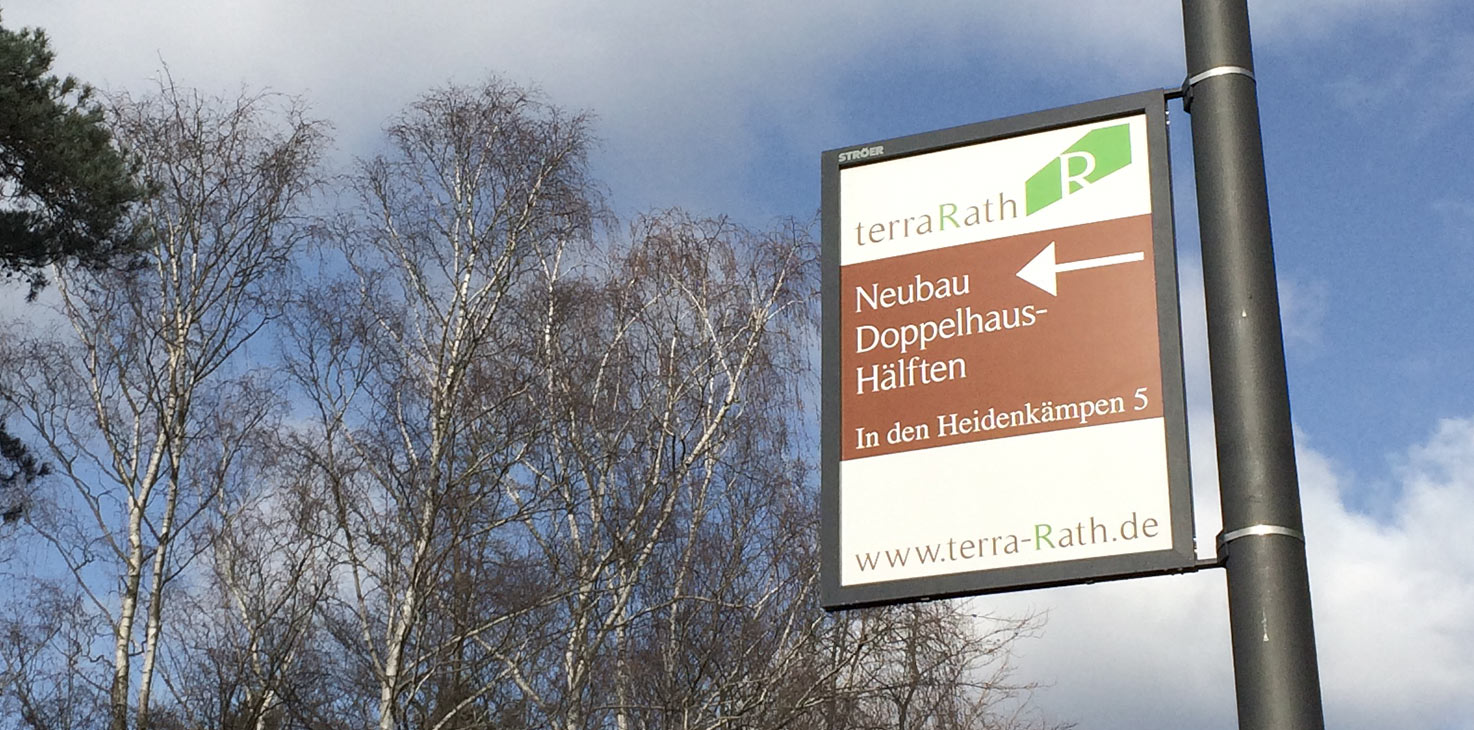 STRÖER
R
terraRath
Neubau
Doppelhaus-
Hälften
In den Heidenkämpen 5
www.terra-Rath.de